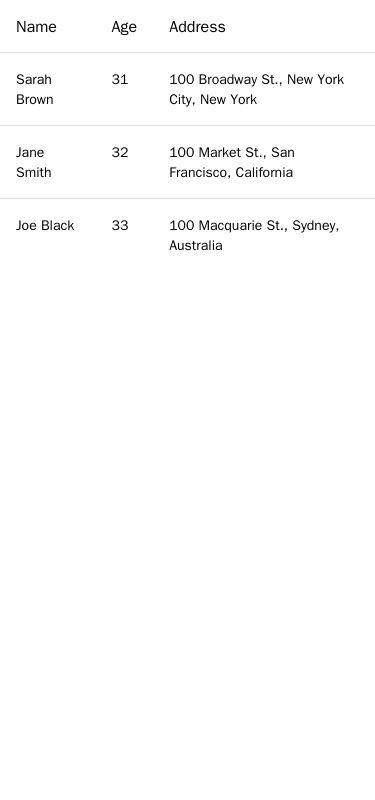 Name Age Address
Sarah Brown 31 100 Broadway St., New York City, New York
Jane Smith 32 100 Market St., San Francisco, California
Joe Black 33 100 Macquarie St., Sydney, Australia